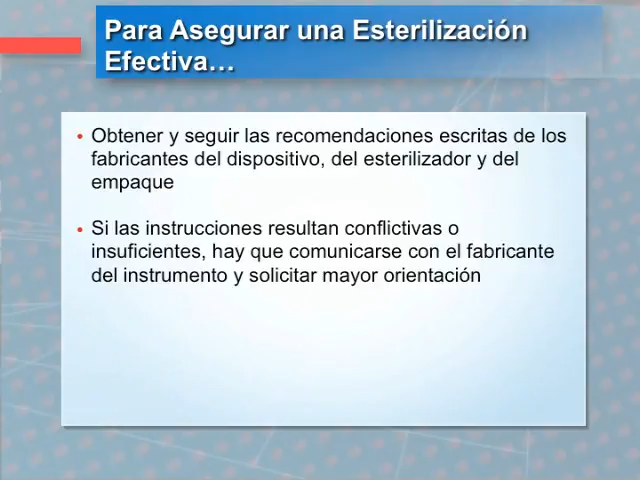 Para Asegurar una Esterilización
Efectiva…
• Obtener y seguir las recomendaciones escritas de los
fabricantes del dispositivo, del esterilizador y del
empaque
• Si las instrucciones resultan conflictivas o
insuficientes, hay que comunicarse con el fabricante
del instrumento y solicitar mayor orientación